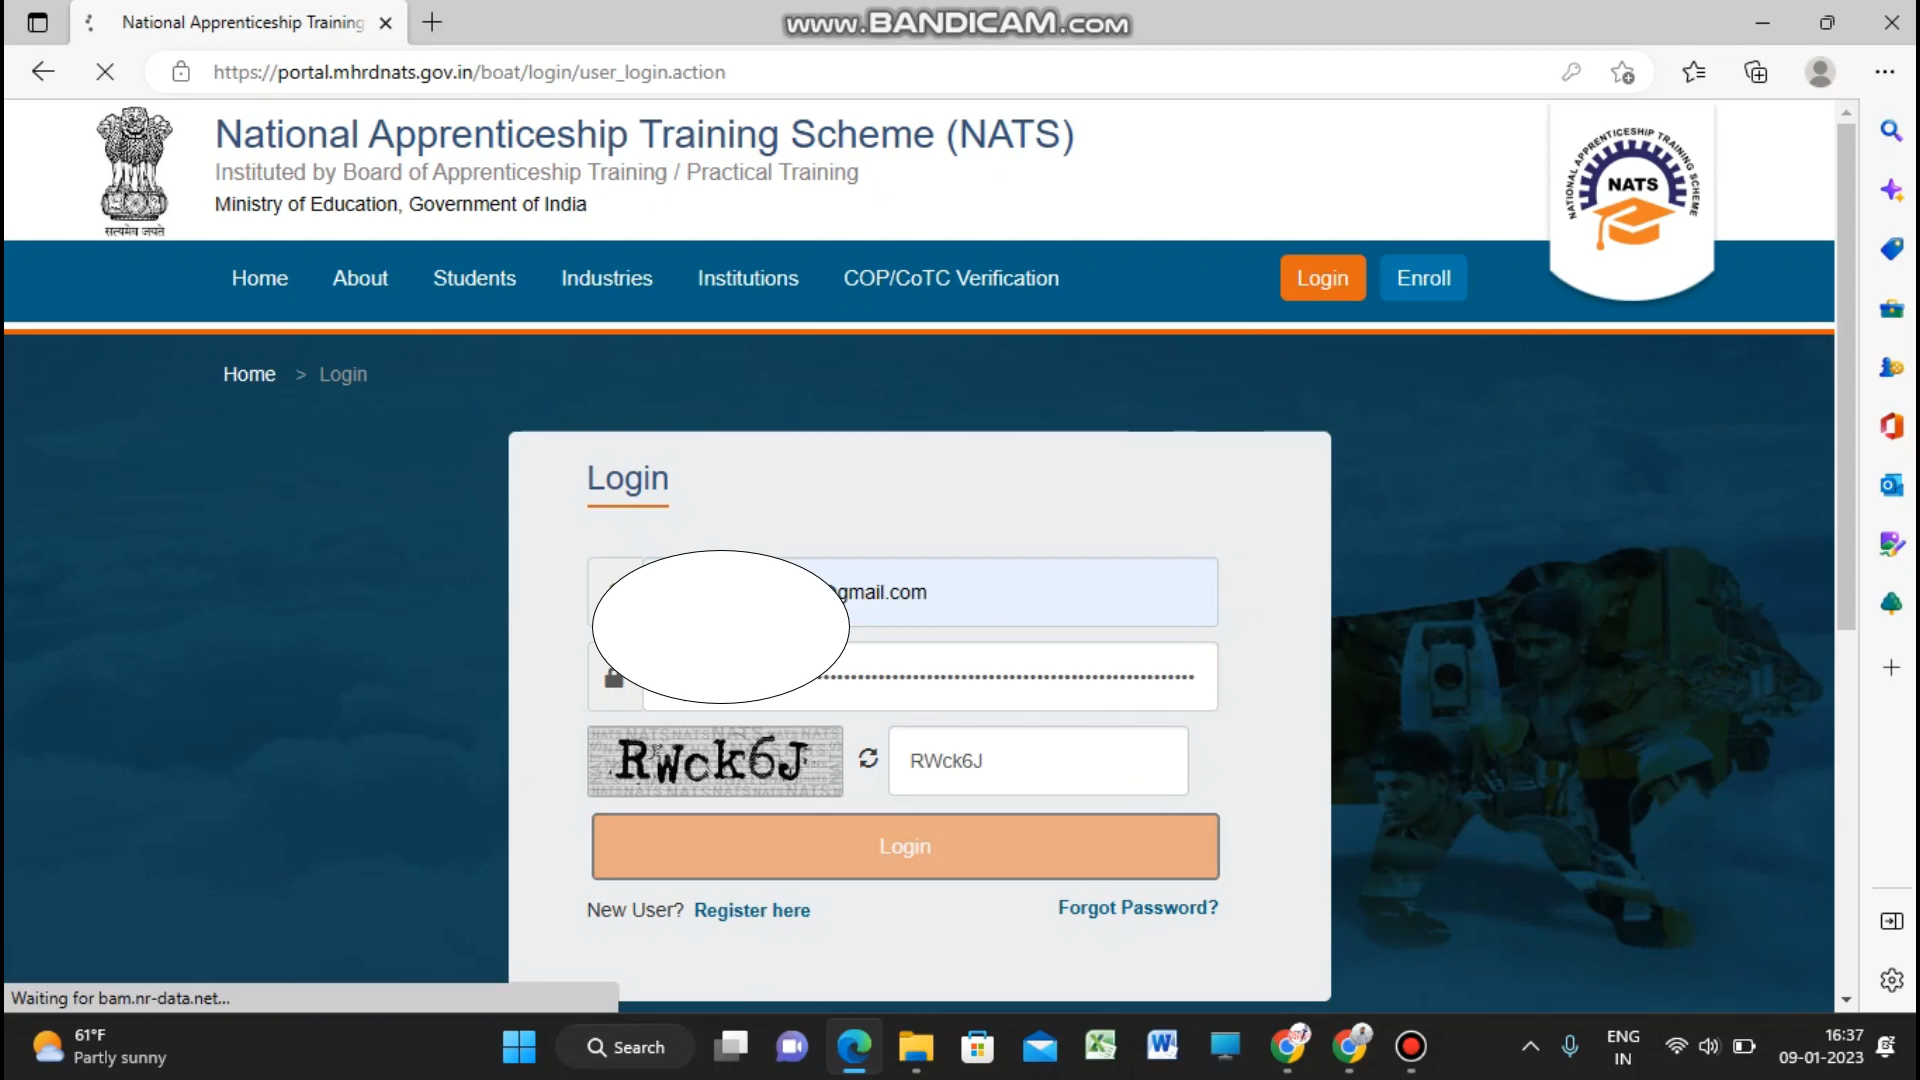 National Apprenticeship Training
www.BANDICAM.com
https://portal.mhrdnats.gov.in/boat/login/user_login.action
सत्यमेव जयते
National Apprenticeship Training Scheme (NATS)
Instituted by Board of Apprenticeship Training / Practical Training
Ministry of Education, Government of India
NATIONAL APPRENTICESHIP TRAINING SCHEME
NATS
Home About Students Industries Institutions COP/CoTC Verification Login Enroll
Home > Login
Login
@gmail.com
RWck6J RWck6J
Login
New User? Register here Forgot Password?
Waiting for bam.nr-data.net...
61°F
Partly sunny
Search
ENG
IN
16:37
09-01-2023